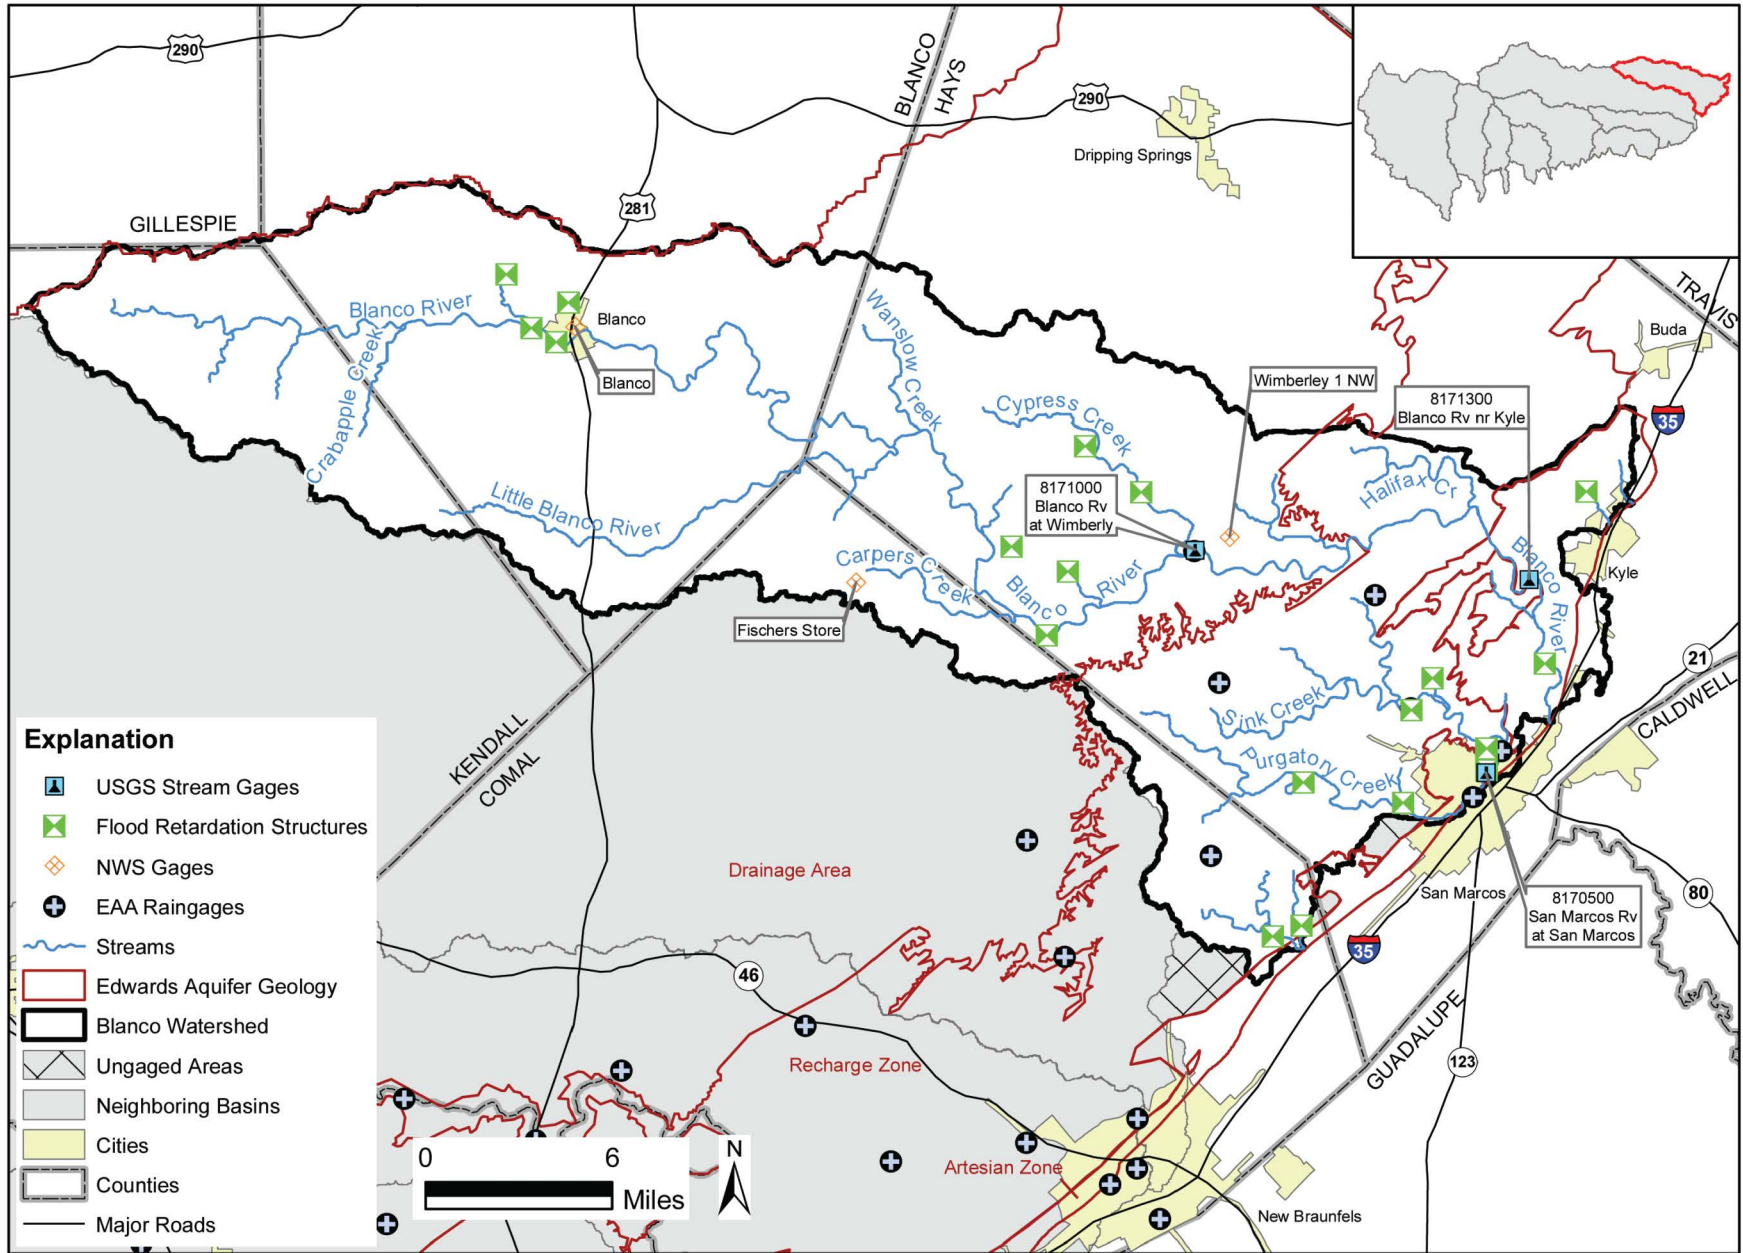 290
BLANCO
HAYS
290
Dripping Springs
GILLESPIE
281
TRAVIS
Buda
Blanco River
Blanco
Wanslow Creek
Blanco
Crabapple Creek
Cypress Creek
Wimberley 1 NW
8171300
Blanco Rv nr Kyle
35
8171000
Blanco Rv
at Wimberly
Halifax Cr
Little Blanco River
Carpers Creek
Blanco River
Blanco River
Kyle
Fischers Store
21
CALDWELL
Sink Creek
Purgatory Creek
KENDALL
COMAL
Drainage Area
San Marcos
8170500
San Marcos Rv
at San Marcos
80
35
46
GUADALUPE
Recharge Zone
123
Artesian Zone
New Braunfels
Explanation
USGS Stream Gages
Flood Retardation Structures
NWS Gages
EAA Raingages
Streams
Edwards Aquifer Geology
Blanco Watershed
Ungaged Areas
Neighboring Basins
Cities
Counties
Major Roads
0 6
Miles
N